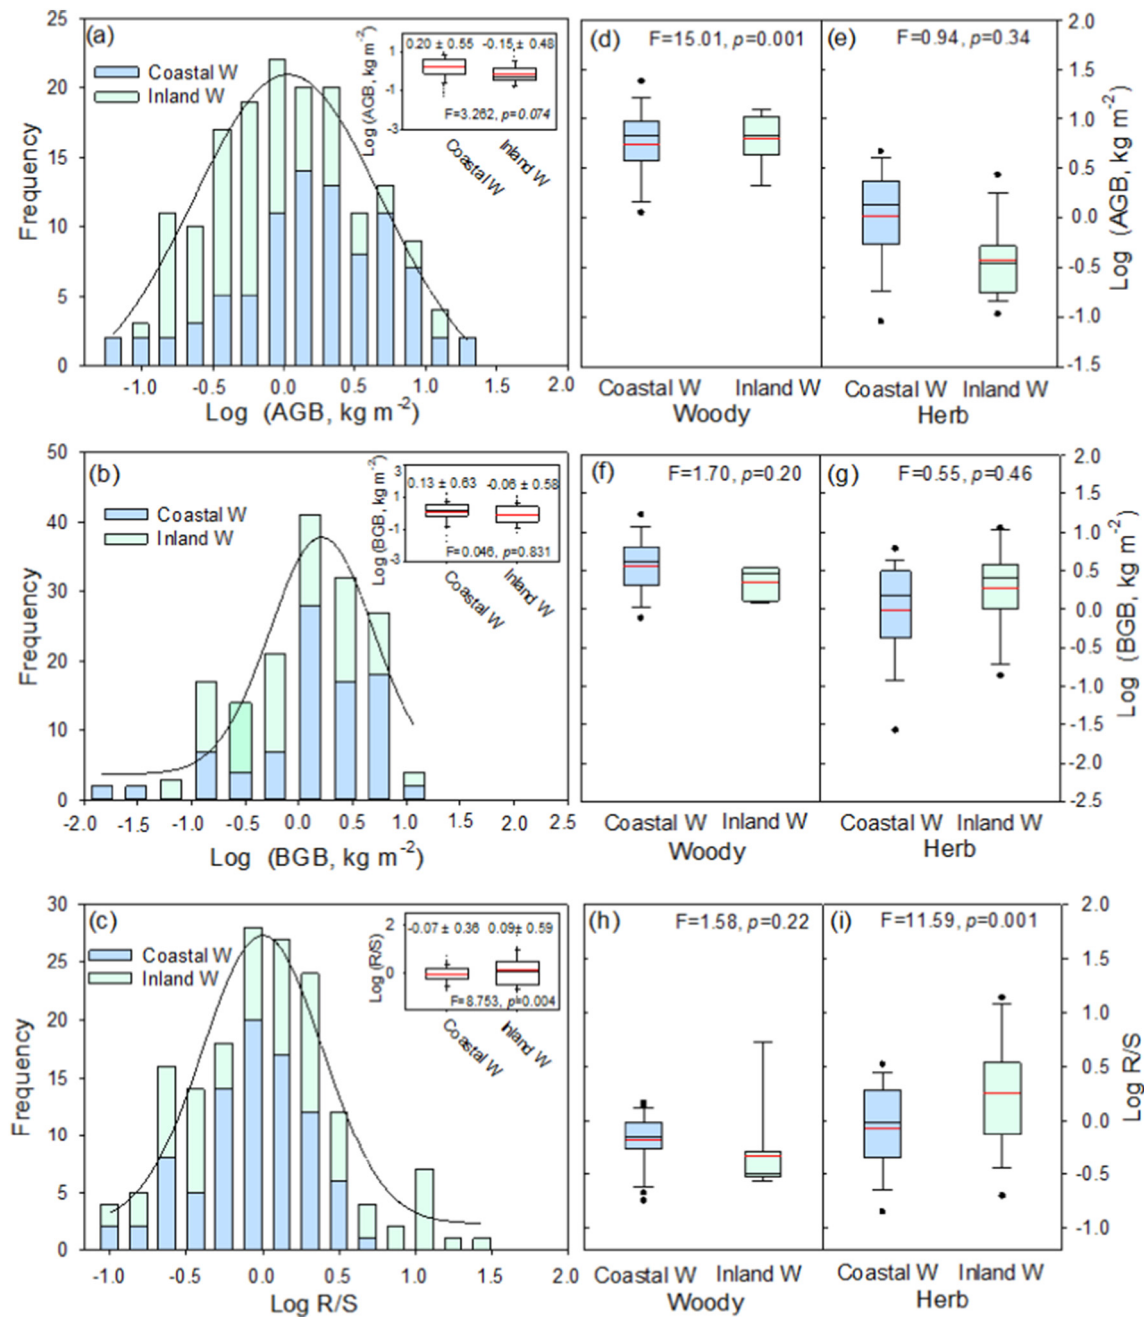 (a)
Coastal W
Inland W
Frequency
25
20
15
10
5
0
-1.0 -0.5 0.0 0.5 1.0 1.5 2.0
Log (AGB, kg m-2)
Log (AGB, kg m-2)
1
-1
-3
0.20 ± 0.55 -0.15 ± 0.48
F=3.262, p=0.074
Coastal W
Inland W
(d)
F=15.01, p=0.001
Coastal W Inland W
Woody
(e)
F=0.94, p=0.34
Coastal W Inland W
Herb
2.0
1.5
1.0
0.5
0.0
-0.5
-1.0
-1.5
Log (AGB, kg m-2)
(b)
Coastal W
Inland W
Frequency
50
40
30
20
10
0
-2.0 -1.5 -1.0 -0.5 0.0 0.5 1.0 1.5 2.0 2.5
Log (BGB, kg m-2)
Log (BGB, kg m-2)
3
1
-1
-3
0.13 ± 0.63 -0.06 ± 0.58
F=0.046, p=0.831
Coastal W
Inland W
(f)
F=1.70, p=0.20
Coastal W Inland W
Woody
(g)
F=0.55, p=0.46
Coastal W Inland W
Herb
2.0
1.5
1.0
0.5
0.0
-0.5
-1.0
-1.5
-2.0
-2.5
Log (BGB, kg m-2)
(c)
Coastal W
Inland W
Frequency
30
25
20
15
10
5
0
-1.0 -0.5 0.0 0.5 1.0 1.5 2.0
Log R/S
Log (R/S)
2
0
-0.07 ± 0.36 0.09± 0.59
F=8.753, p=0.004
Coastal W
Inland W
(h)
F=1.58, p=0.22
Coastal W Inland W
Woody
(i)
F=11.59, p=0.001
Coastal W Inland W
Herb
2.0
1.5
1.0
0.5
0.0
-0.5
-1.0
Log R/S